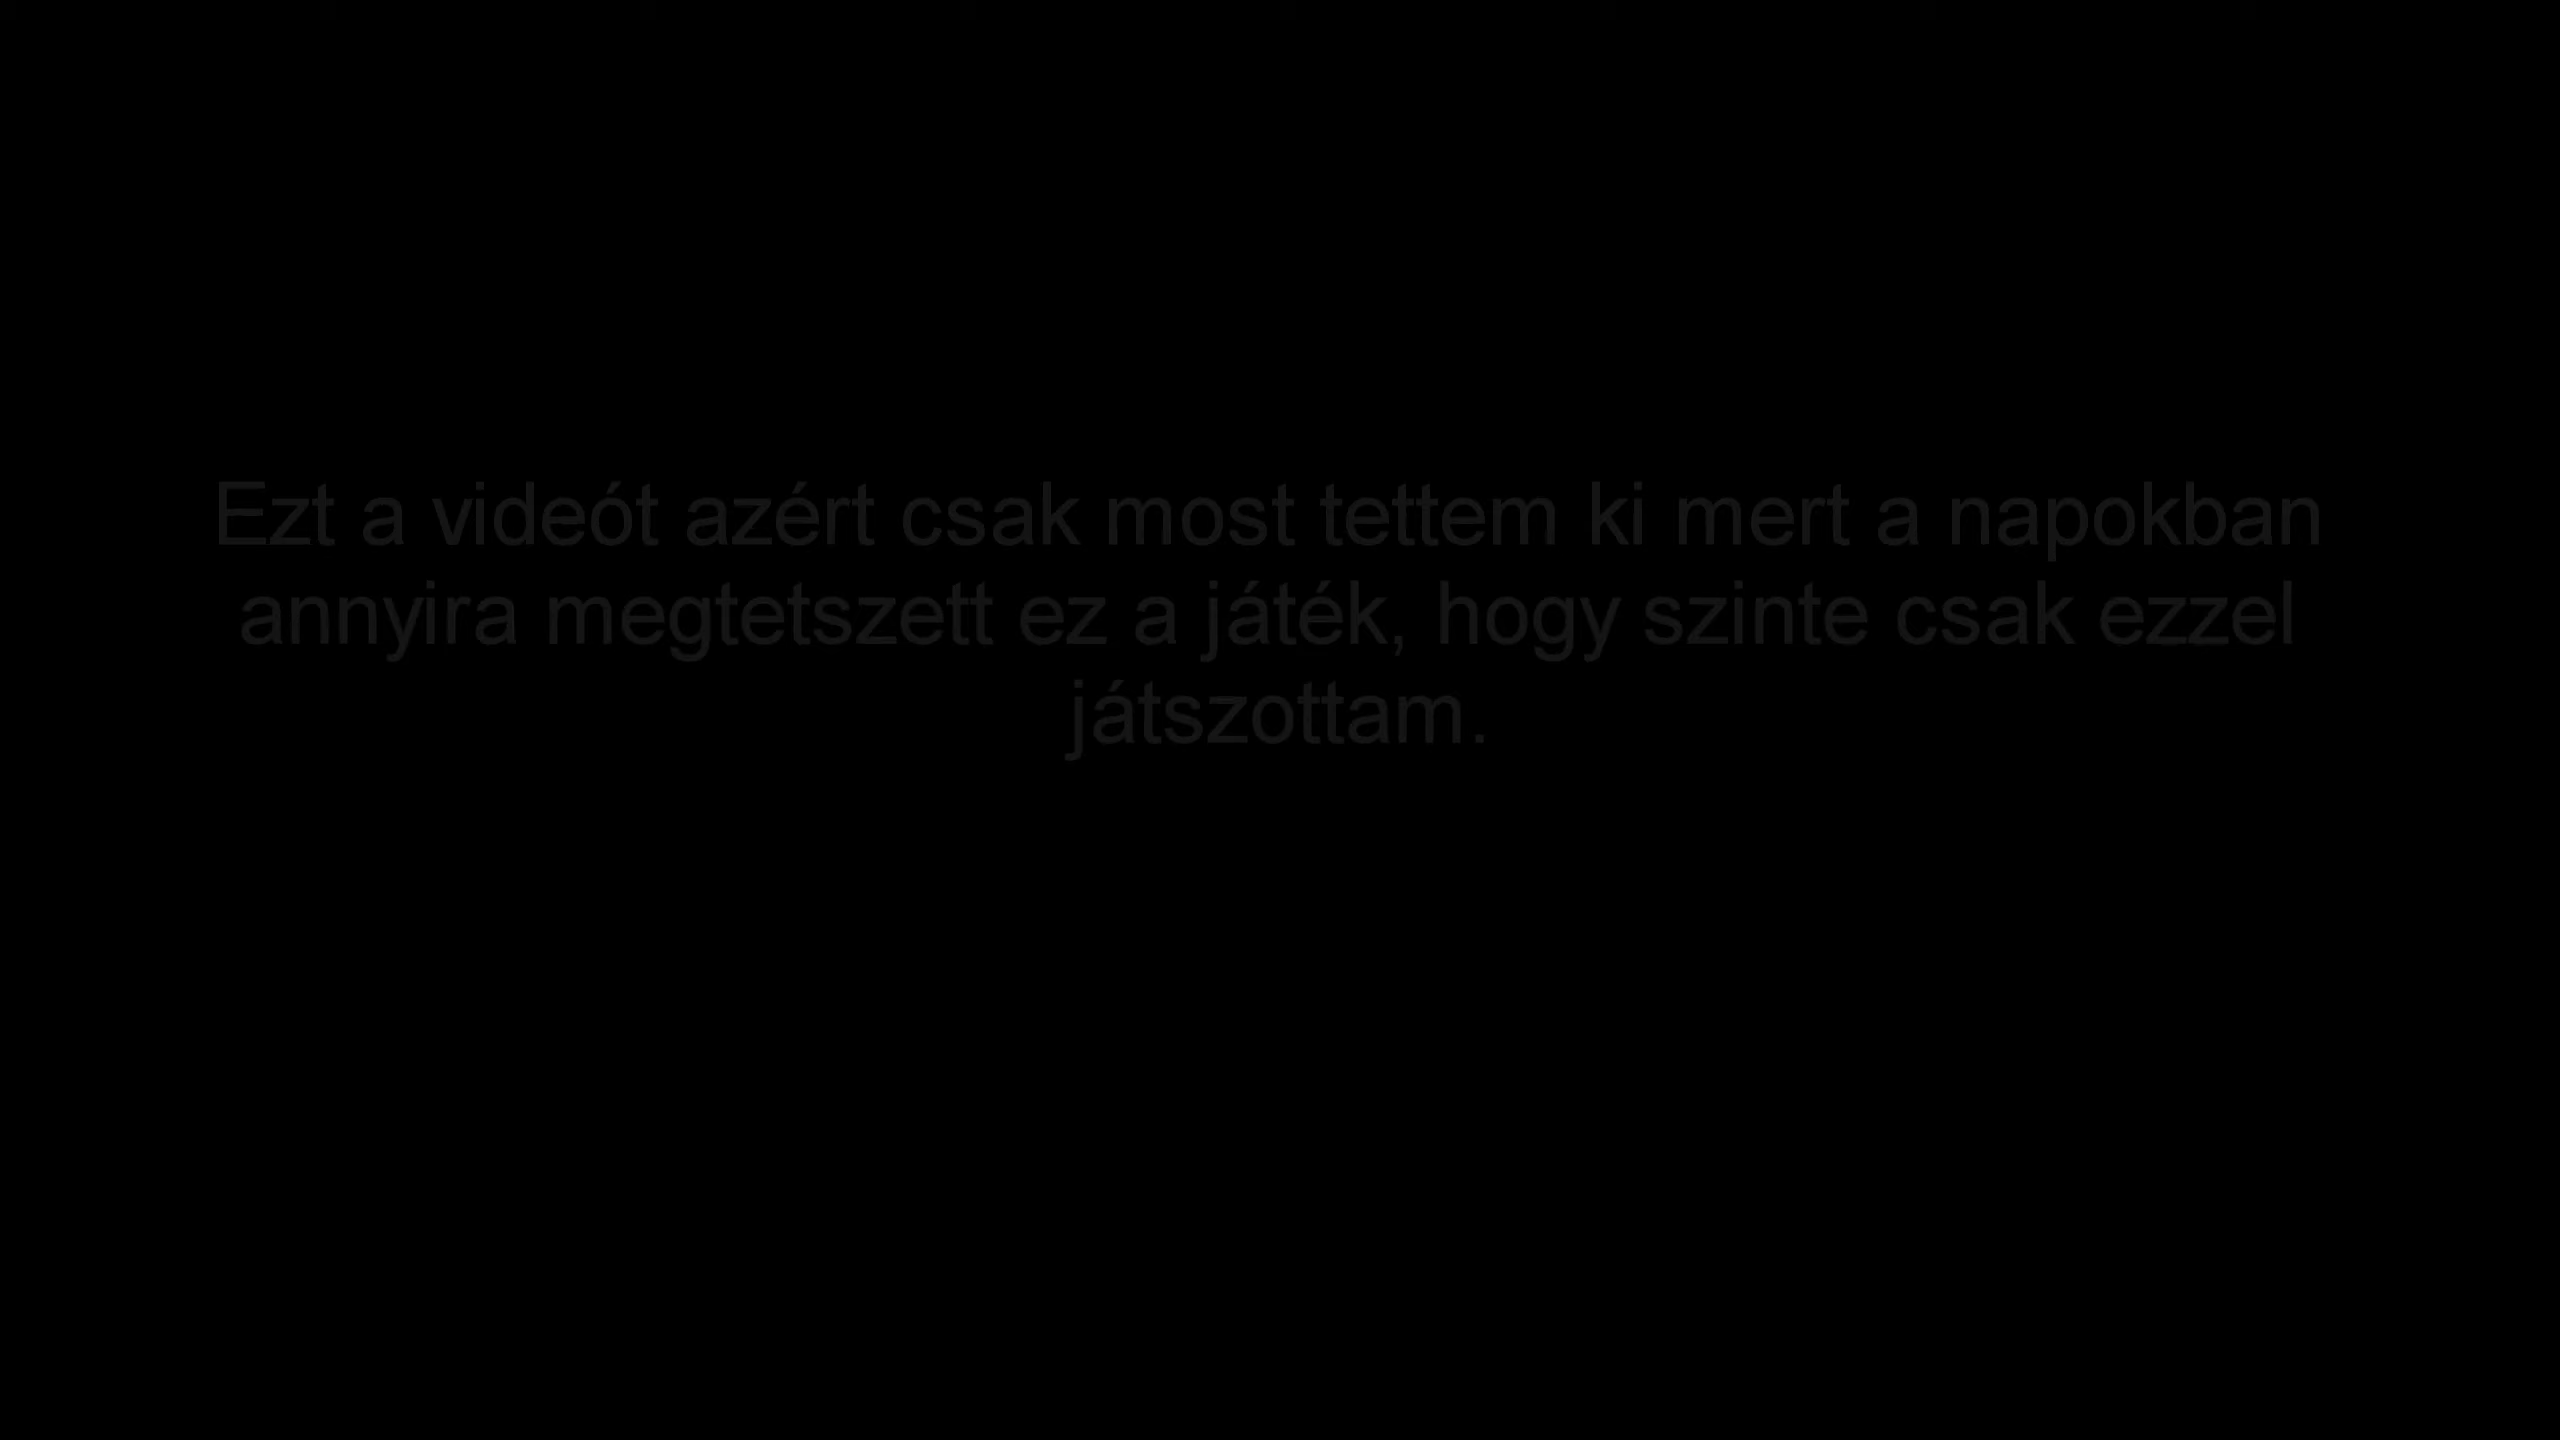 Ezt a videót azért csak most tettem ki mert a napokban
annyira megtetszett ez a játék, hogy szinte csak ezzel
játszottam.